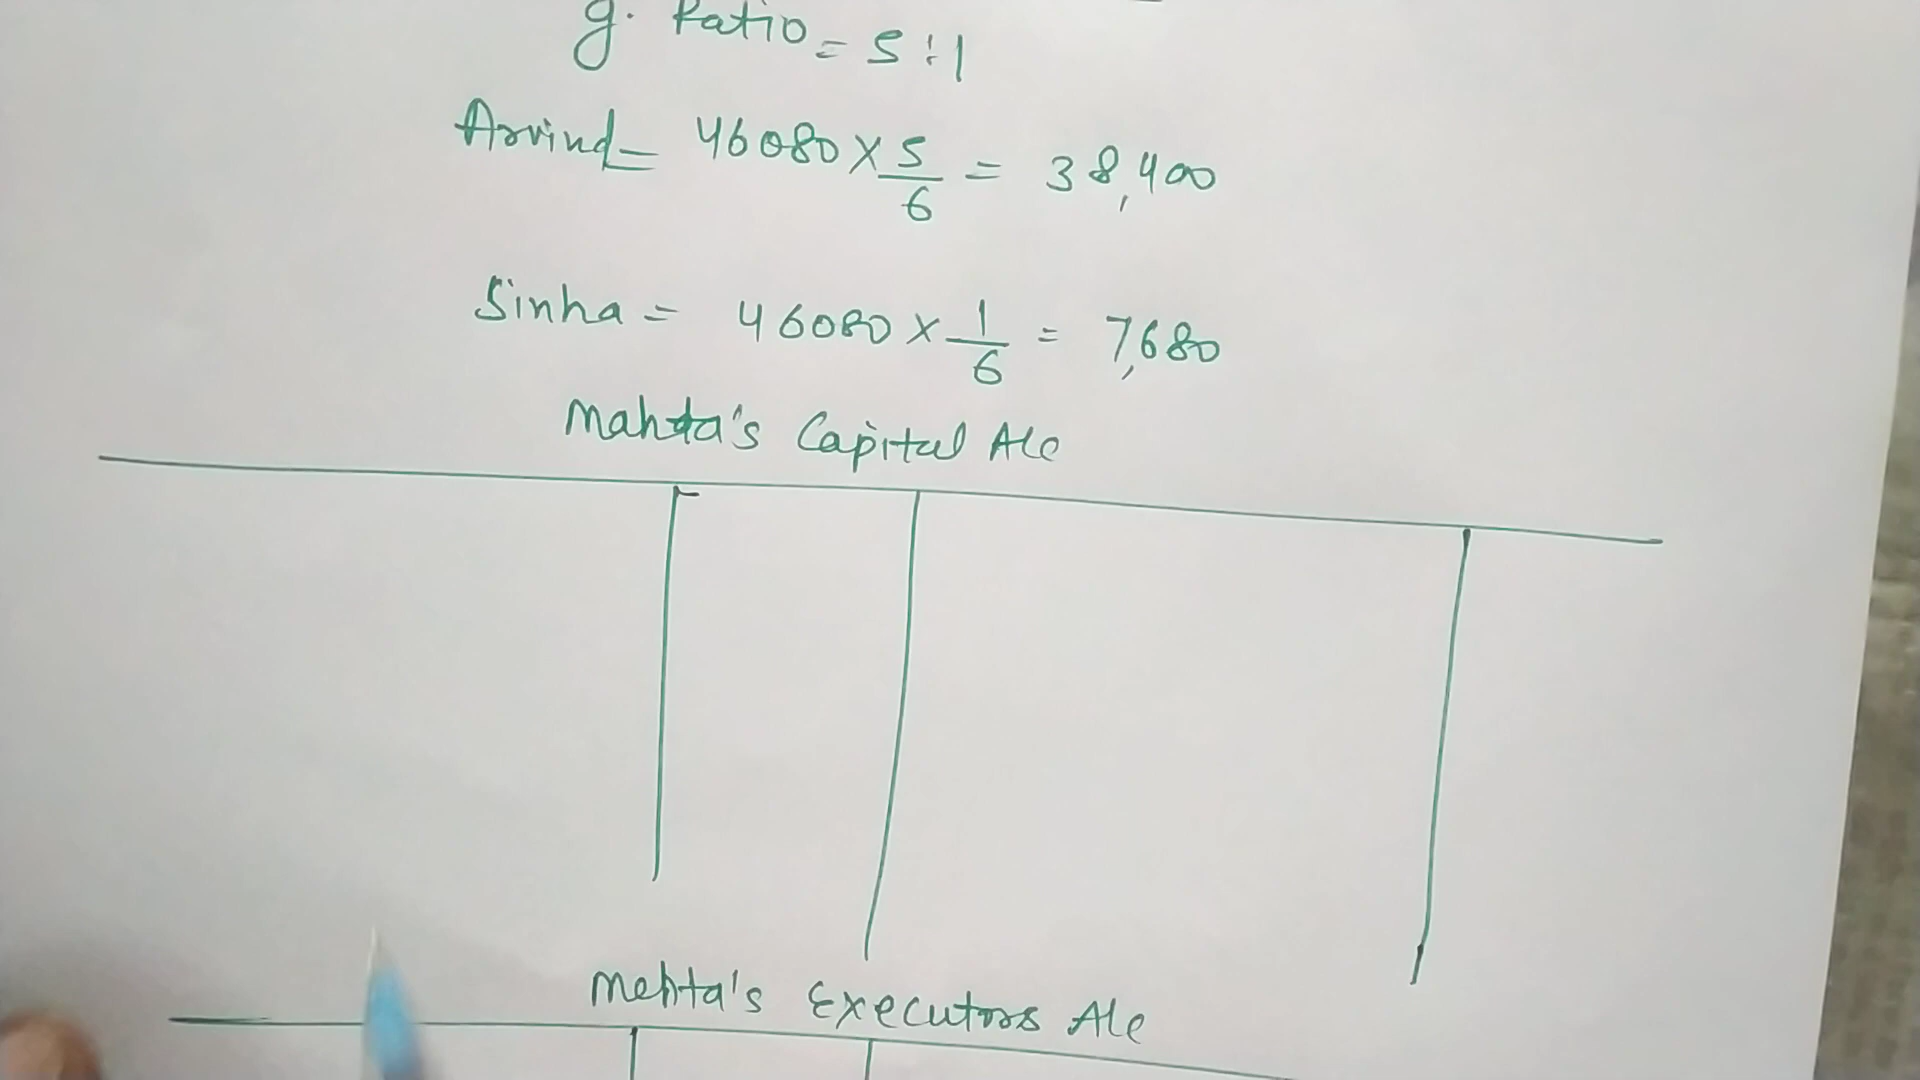 g. Ratio = 5:1
Arvind = 46080 × 5/6 = 38,400
Sinha = 46080 × 1/6 = 7,680
Mahta's Capital A/c
Mehta's Executors A/c